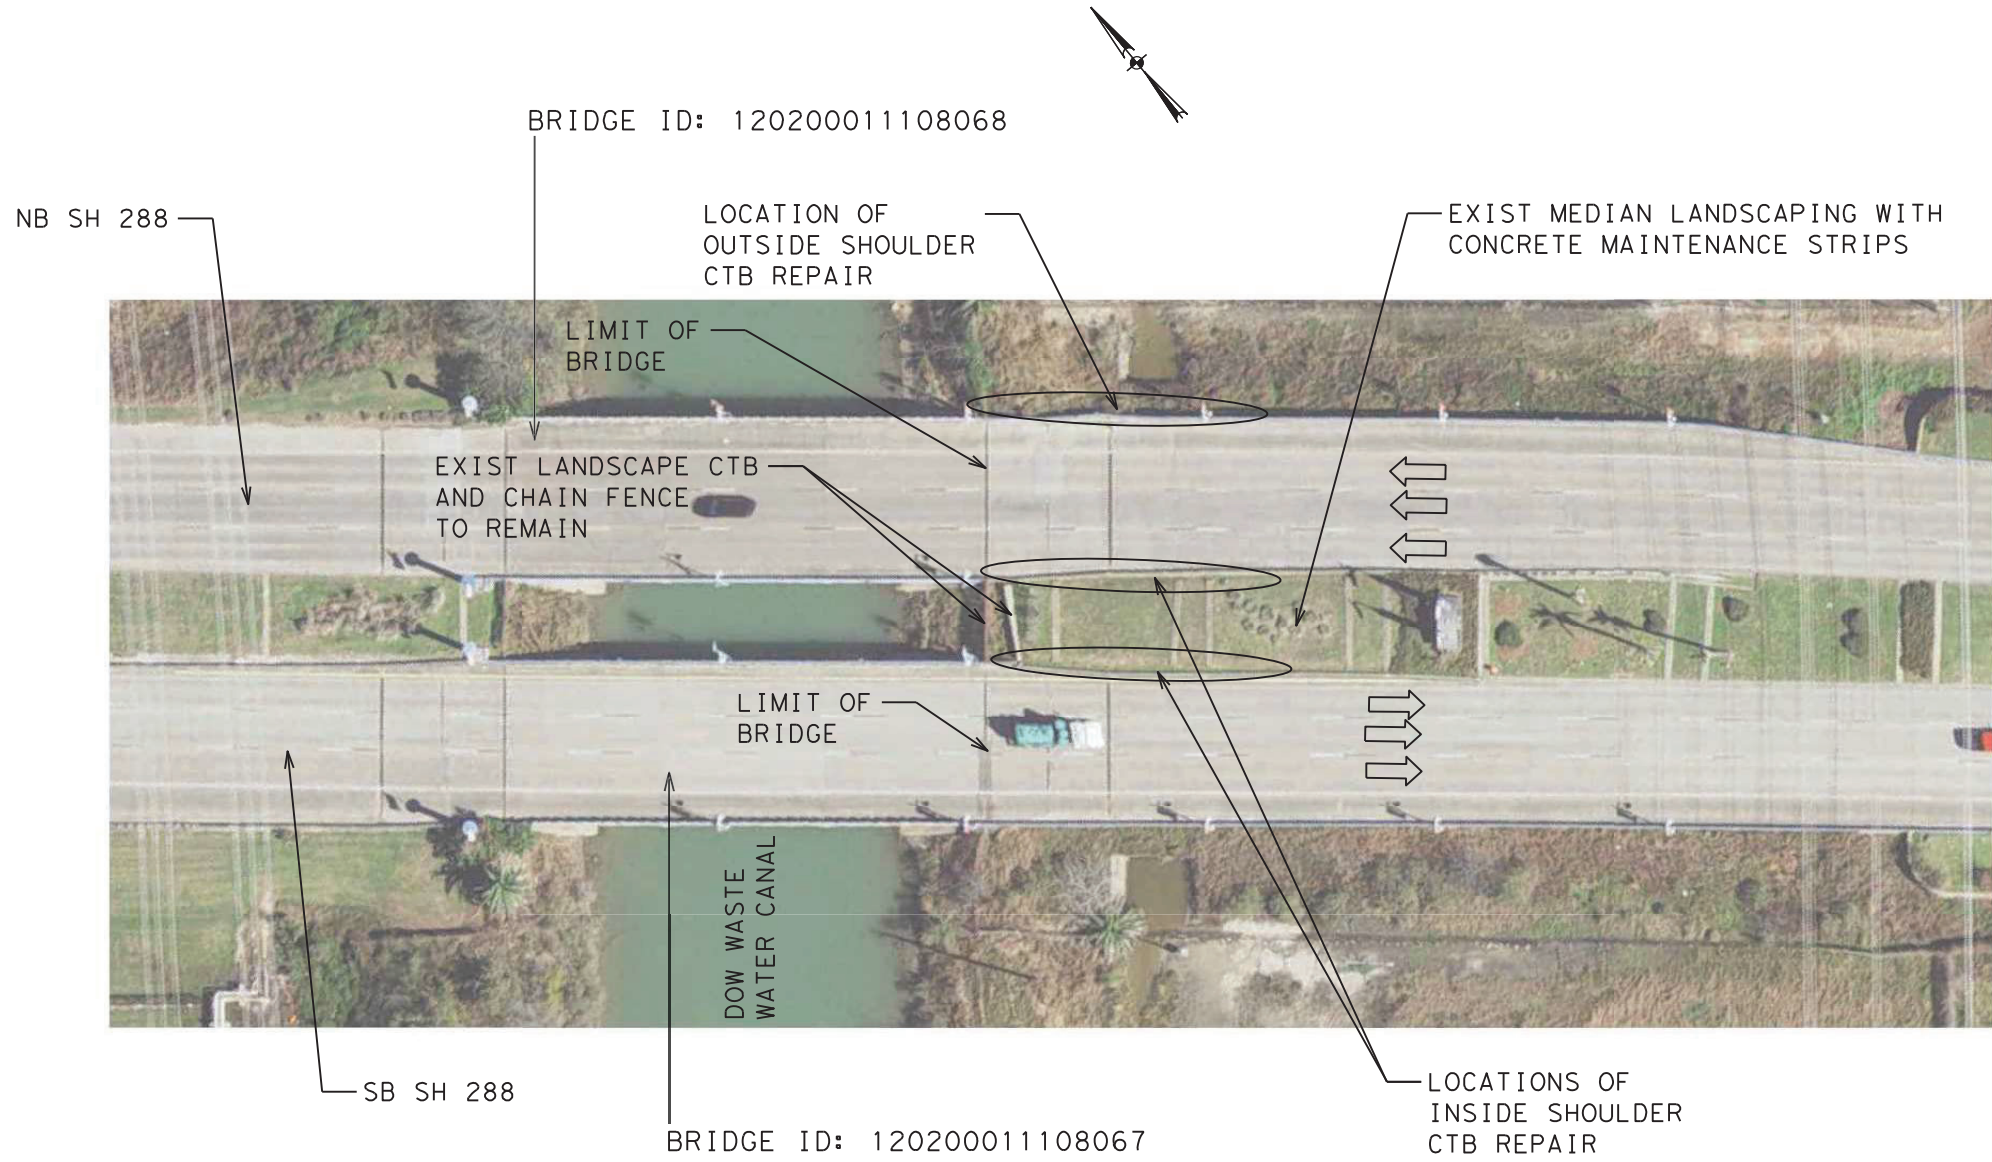 BRIDGE ID: 120200011108068
NB SH 288
LOCATION OF
OUTSIDE SHOULDER
CTB REPAIR
EXIST MEDIAN LANDSCAPING WITH
CONCRETE MAINTENANCE STRIPS
LIMIT OF
BRIDGE
EXIST LANDSCAPE CTB
AND CHAIN FENCE
TO REMAIN
LIMIT OF
BRIDGE
DOW WASTE
WATER CANAL
SB SH 288
BRIDGE ID: 120200011108067
LOCATIONS OF
INSIDE SHOULDER
CTB REPAIR